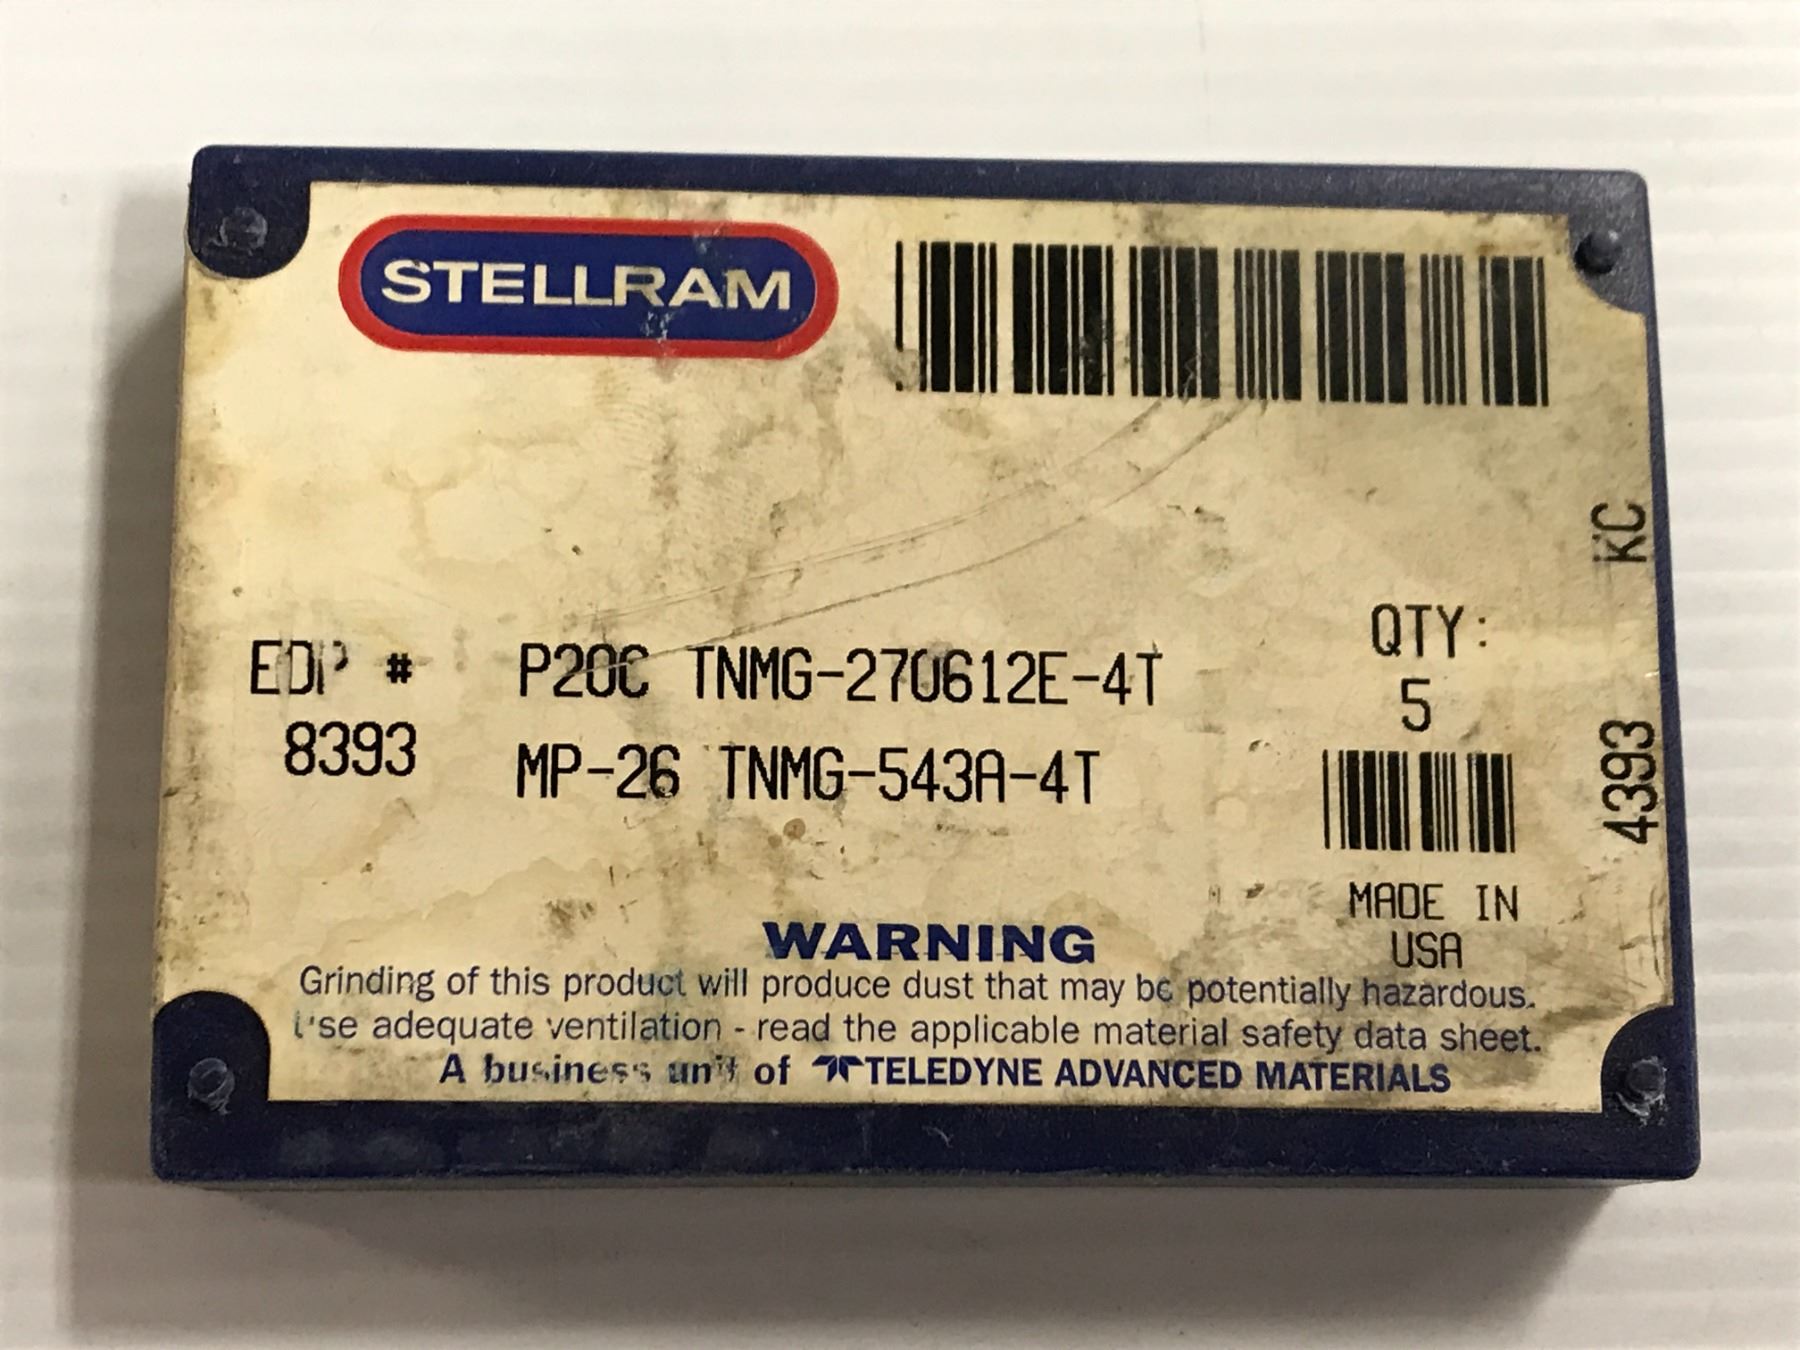 STELLRAM
KC
EDP #
8393
P20C TNMG-270612E-4T
MP-26 TNMG-543A-4T
QTY:
5
4393
MADE IN
USA
WARNING
Grinding of this product will produce dust that may be potentially hazardous.
Use adequate ventilation - read the applicable material safety data sheet.
A business unit of TELEDYNE ADVANCED MATERIALS